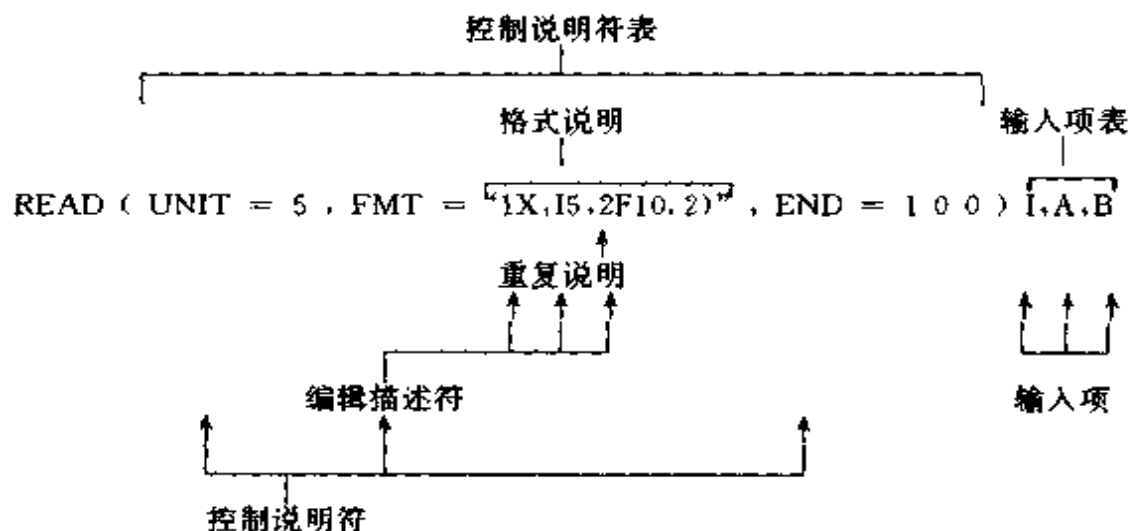 控制说明符表
格式说明 输入项表
READ ( UNIT = 5 , FMT = "1X,I5,2F10.2)" , END = 1 0 0 ) I,A,B
重复说明
编辑描述符 输入项
控制说明符